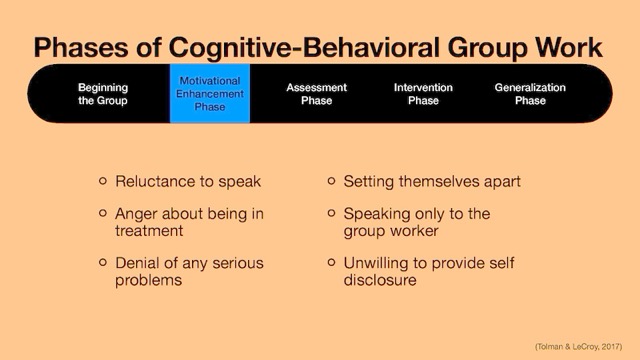 Phases of Cognitive-Behavioral Group Work
Beginning
the Group
Motivational
Enhancement
Phase
Assessment
Phase
Intervention
Phase
Generalization
Phase
Reluctance to speak
Anger about being in
treatment
Denial of any serious
problems
Setting themselves apart
Speaking only to the
group worker
Unwilling to provide self
disclosure
(Tolman & LeCroy, 2017)